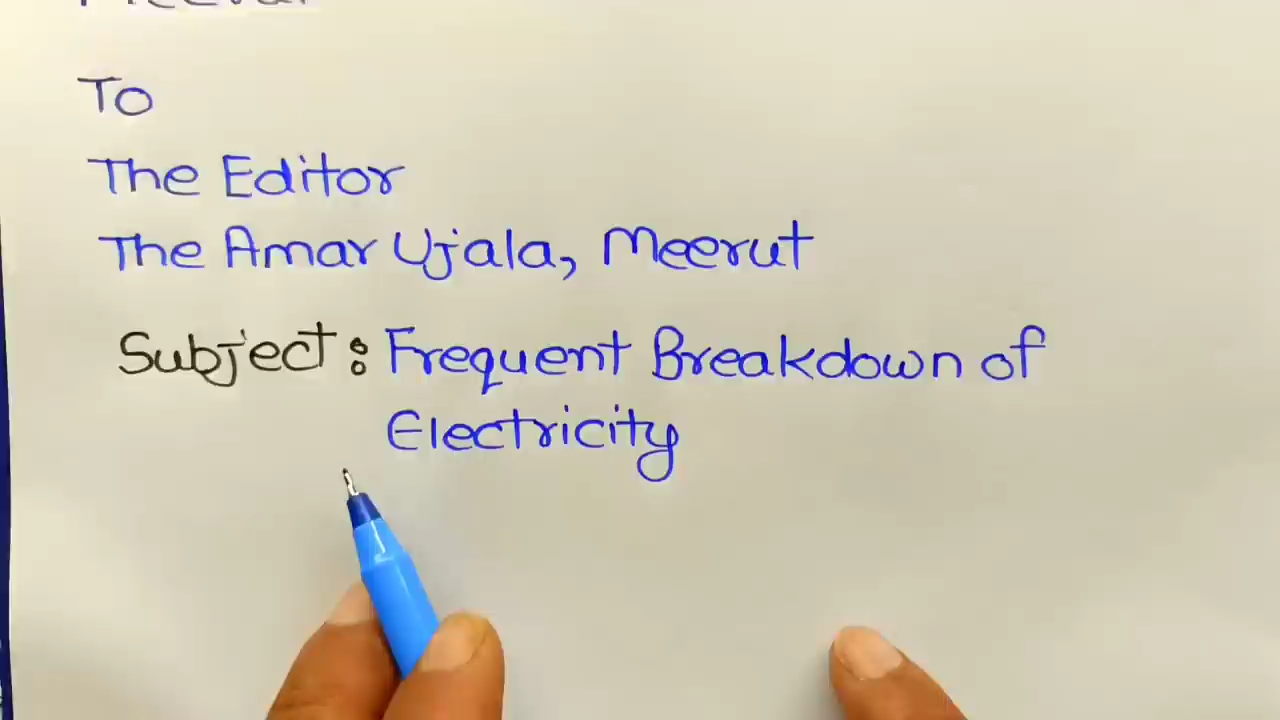 To
The Editor
The Amar Ujala, Meerut
Subject: Frequent Breakdown of
Electricity